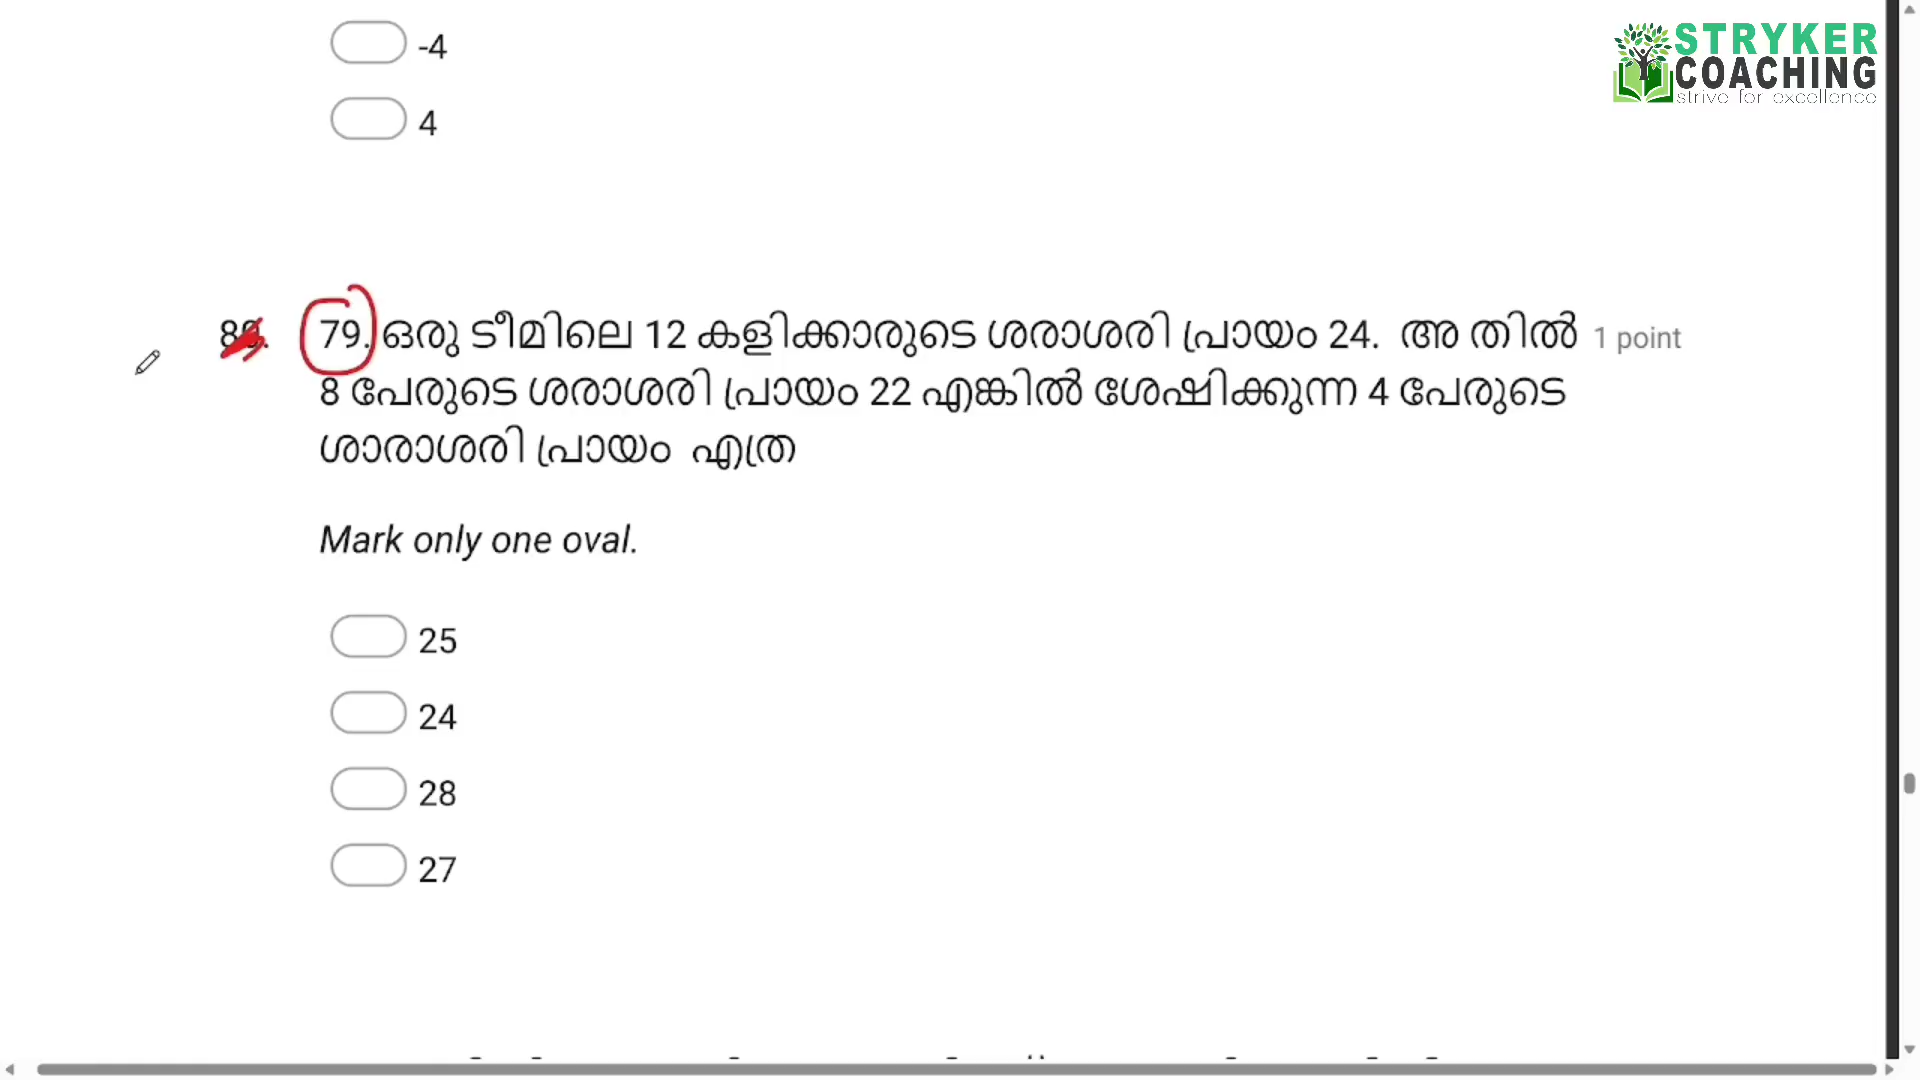 -4
4
STRYKER
COACHING
strive for excellence
79. ഒരു ടീമിലെ 12 കളിക്കാരുടെ ശരാശരി പ്രായം 24. അ തിൽ 1 point
8 പേരുടെ ശരാശരി പ്രായം 22 എങ്കിൽ ശേഷിക്കുന്ന 4 പേരുടെ
ശാരാശരി പ്രായം എത്ര
Mark only one oval.
25
24
28
27